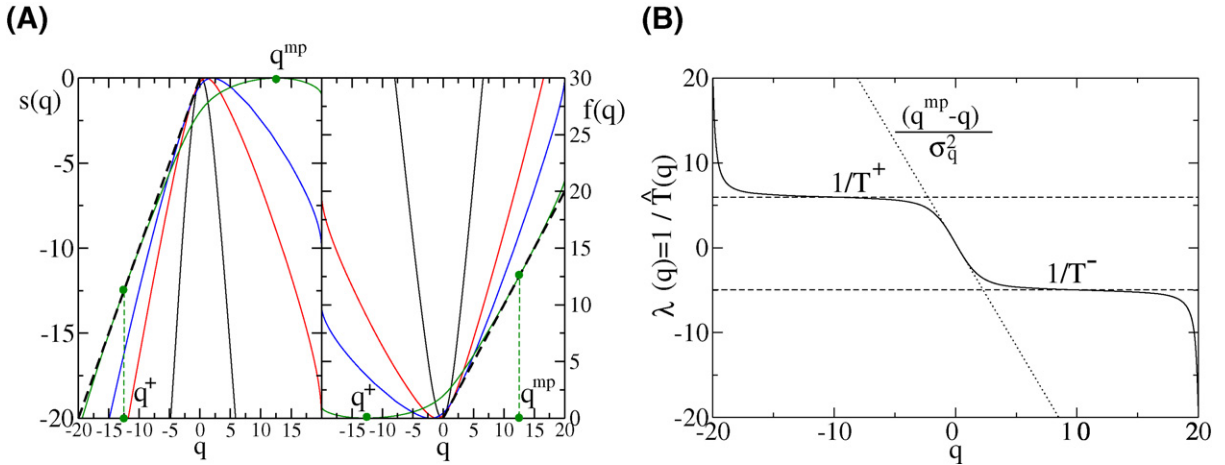 (A)
(B)
q^mp
s(q)
f(q)
0
-5
-10
-15
-20
30
25
20
15
10
5
0
q^+
q^+
q^mp
-20 -15 -10 -5 0 5 10 15
-15 -10 -5 0 5 10 15 20
q
q
20
10
0
-10
-20
λ (q)=1 / T̂(q)
(q^mp-q)
σ_q^2
1/T^+
1/T^-
-20 -10 0 10 20
q